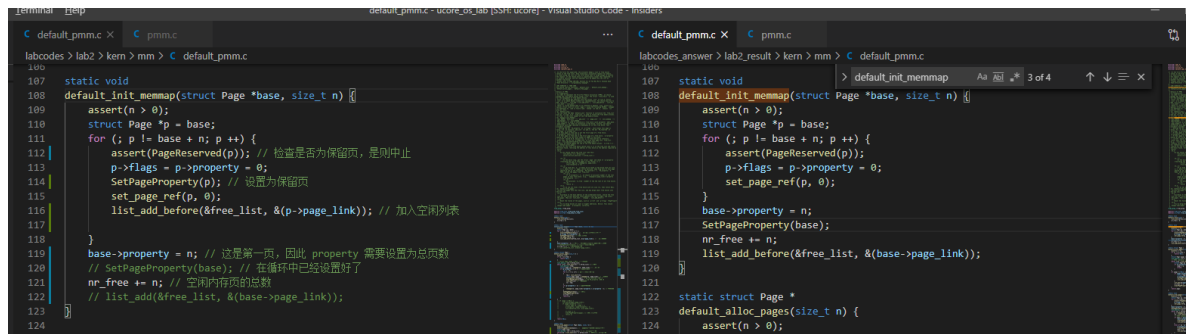 Terminal Help
default_pmm.c - ucore_os_lab [SSH: ucore] - Visual Studio Code - Insiders
C default_pmm.c × C pmm.c ···
labcodes > lab2 > kern > mm > C default_pmm.c
106
107 static void
108 default_init_memmap(struct Page *base, size_t n) {
109 assert(n > 0);
110 struct Page *p = base;
111 for (; p != base + n; p ++) {
112 assert(PageReserved(p)); // 检查是否为保留页，是则中止
113 p->flags = p->property = 0;
114 SetPageProperty(p); // 设置为保留页
115 set_page_ref(p, 0);
116 list_add_before(&free_list, &(p->page_link)); // 加入空闲列表
117
118 }
119 base->property = n; // 这是第一页，因此 property 需要设置为总页数
120 // SetPageProperty(base); // 在循环中已经设置好了
121 nr_free += n; // 空闲内存页的总数
122 // list_add(&free_list, &(base->page_link));
123 }
124
C default_pmm.c × C pmm.c
labcodes_answer > lab2_result > kern > mm > C default_pmm.c
> default_init_memmap Aa Abl .* 3 of 4 ↑ ↓ ×
106
107 static void
108 default_init_memmap(struct Page *base, size_t n) {
109 assert(n > 0);
110 struct Page *p = base;
111 for (; p != base + n; p ++) {
112 assert(PageReserved(p));
113 p->flags = p->property = 0;
114 set_page_ref(p, 0);
115 }
116 base->property = n;
117 SetPageProperty(base);
118 nr_free += n;
119 list_add_before(&free_list, &(base->page_link));
120 }
121
122 static struct Page *
123 default_alloc_pages(size_t n) {
124 assert(n > 0);